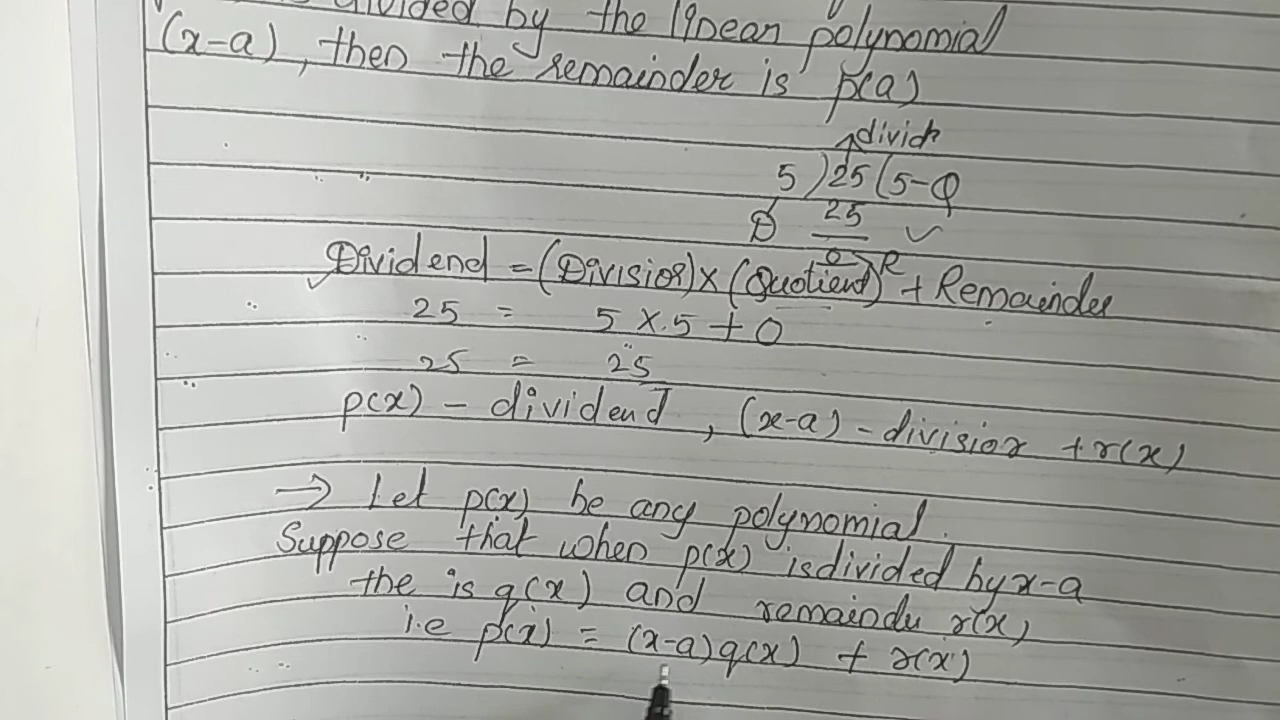 divided by the linear polynomial
(x-a), then the remainder is p(a)
divid
5)25(5-Q
D 25
0 R
Dividend = (Divisior)×(Quotient) + Remainder
25 = 5 × 5 + 0
25 = 25
p(x) - dividend, (x-a) - divisior + r(x)
→ Let p(x) be any polynomial.
Suppose that when p(x) is divided by x-a
the is q(x) and remaindu r(x)
i.e p(x) = (x-a)q(x) + r(x)